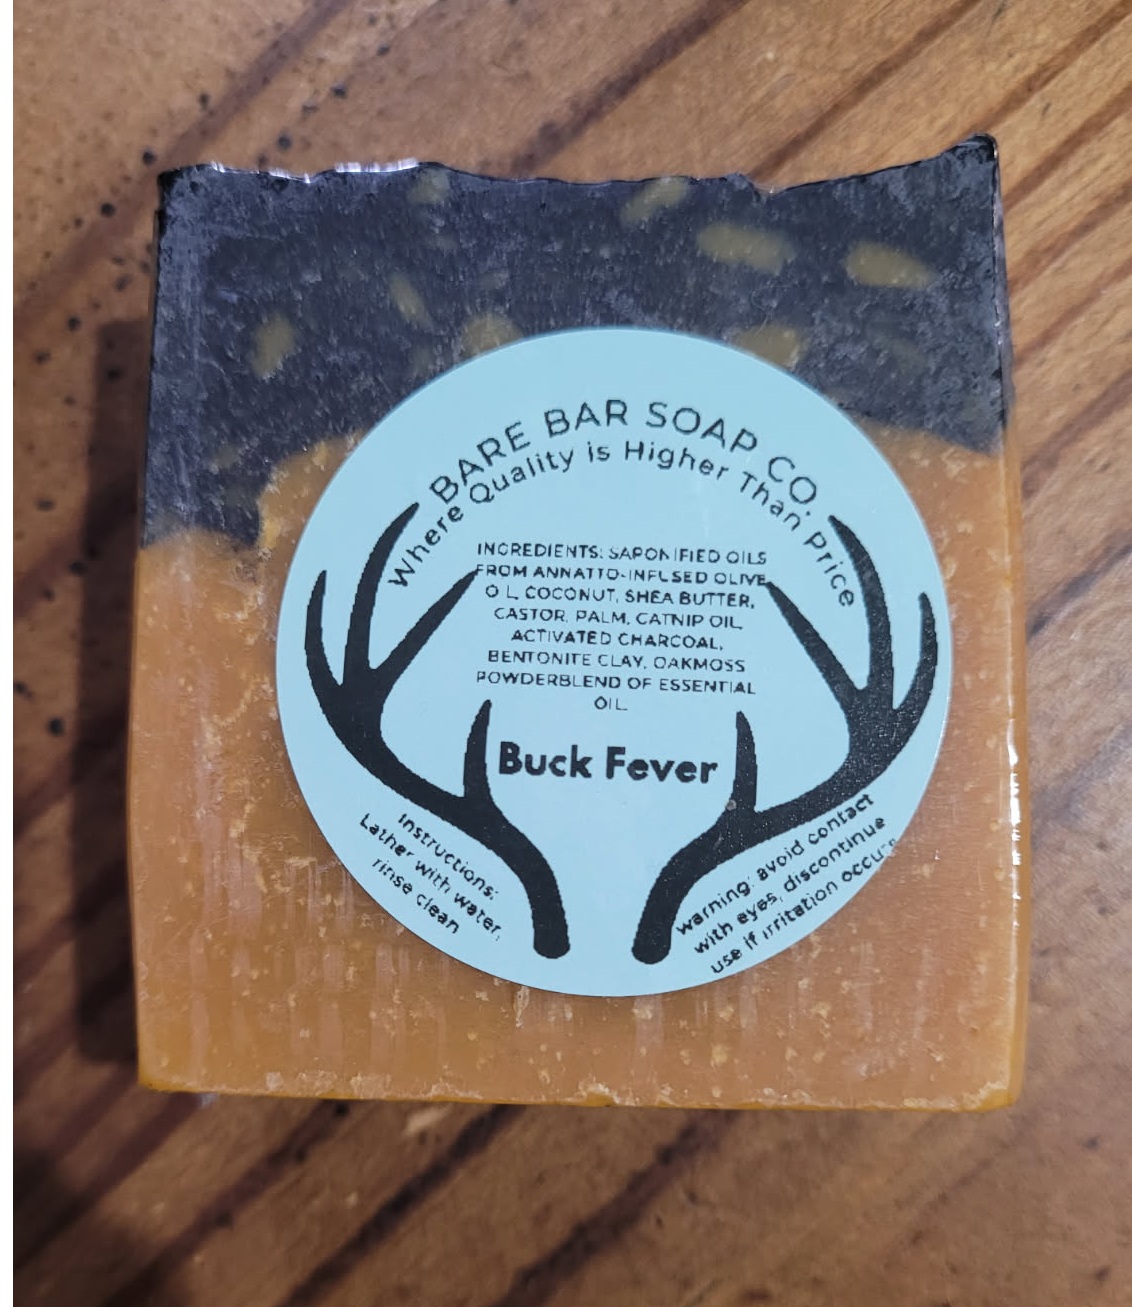 BARE BAR SOAP CO.
Where Quality is Higher Than Price
INGREDIENTS: SAPONIFIED OILS
FROM ANNATTO-INFUSED OLIVE
OIL, COCONUT, SHEA BUTTER,
CASTOR, PALM, CATNIP OIL,
ACTIVATED CHARCOAL,
BENTONITE CLAY, OAKMOSS
POWDERBLEND OF ESSENTIAL
OIL.
Buck Fever
Instructions:
Lather with water,
rinse clean
warning: avoid contact
with eyes, discontinue
use if irritation occurs